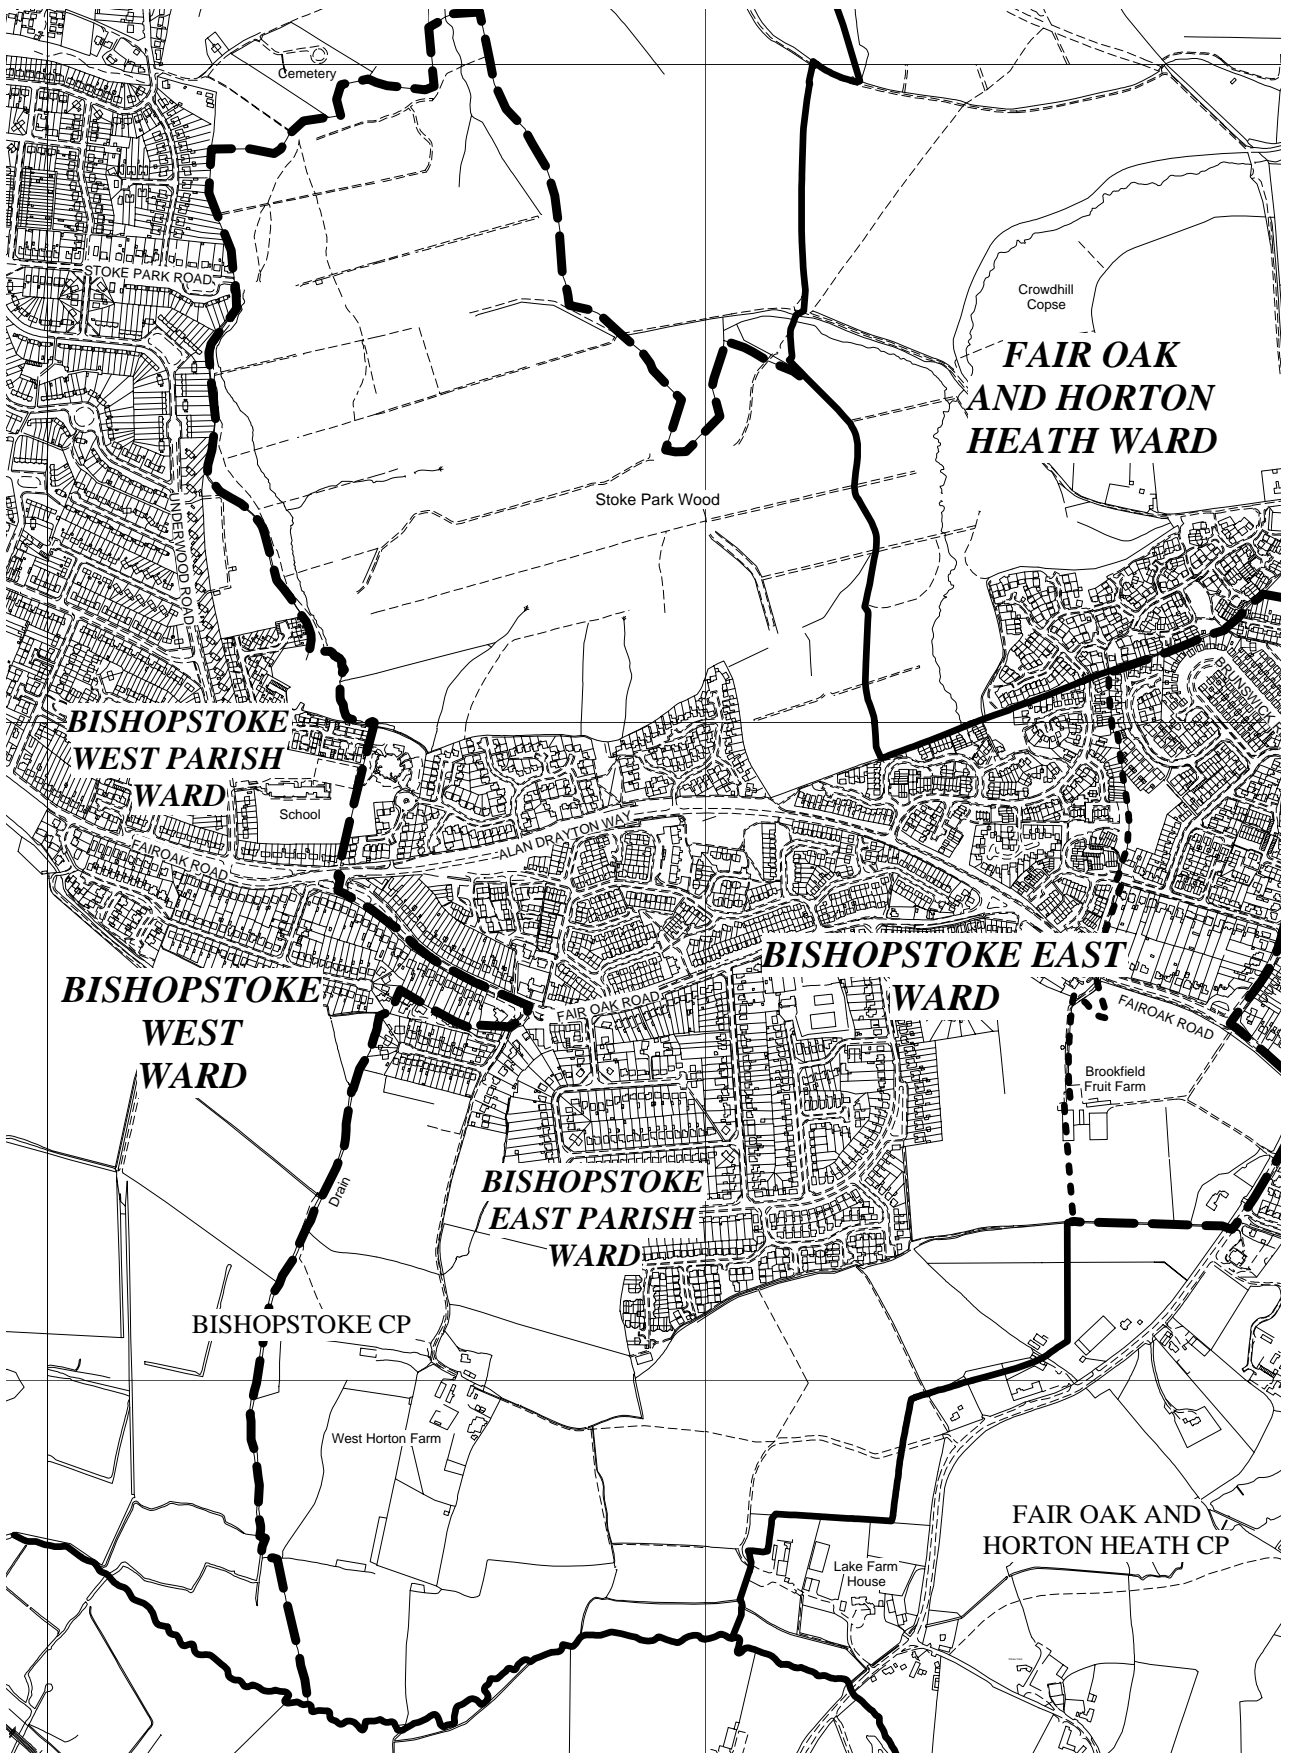 Cemetery
STOKE PARK ROAD
Crowdhill
Copse
FAIR OAK
AND HORTON
HEATH WARD
Stoke Park Wood
UNDERWOOD ROAD
BRUNSWICK
BISHOPSTOKE
WEST PARISH
WARD
School
FAIROAK ROAD
ALAN DRAYTON WAY
BISHOPSTOKE EAST
WARD
BISHOPSTOKE
WEST
WARD
FAIR OAK ROAD
FAIROAK ROAD
Brookfield
Fruit Farm
Drain
BISHOPSTOKE
EAST PARISH
WARD
BISHOPSTOKE CP
West Horton Farm
FAIR OAK AND
HORTON HEATH CP
Lake Farm
House